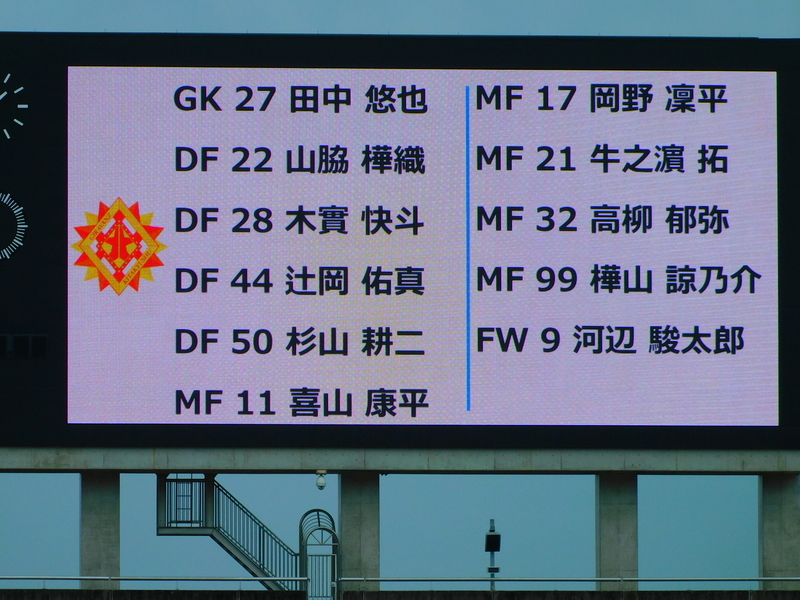 GK 27 田中 悠也
DF 22 山脇 樺織
DF 28 木實 快斗
DF 44 辻岡 佑真
DF 50 杉山 耕二
MF 11 喜山 康平
MF 17 岡野 凜平
MF 21 牛之濵 拓
MF 32 高柳 郁弥
MF 99 樺山 諒乃介
FW 9 河辺 駿太郎